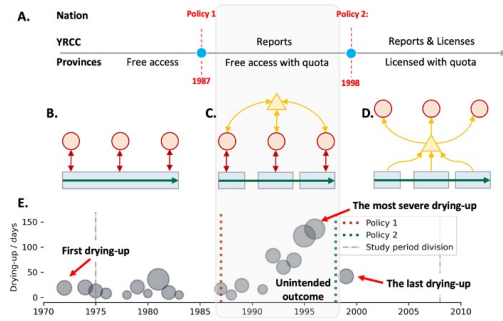 A.
Nation
Policy 1
Policy 2:
YRCC
Reports
Reports & Licenses
Provinces
Free access
Free access with quota
Licensed with quota
1987
1998
B.
C.
D.
E.
The most severe drying-up
First drying-up
Unintended
outcome
The last drying-up
Policy 1
Policy 2
Study period division
Drying-up / days
150
100
50
0
1970
1975
1980
1985
1990
1995
2000
2005
2010